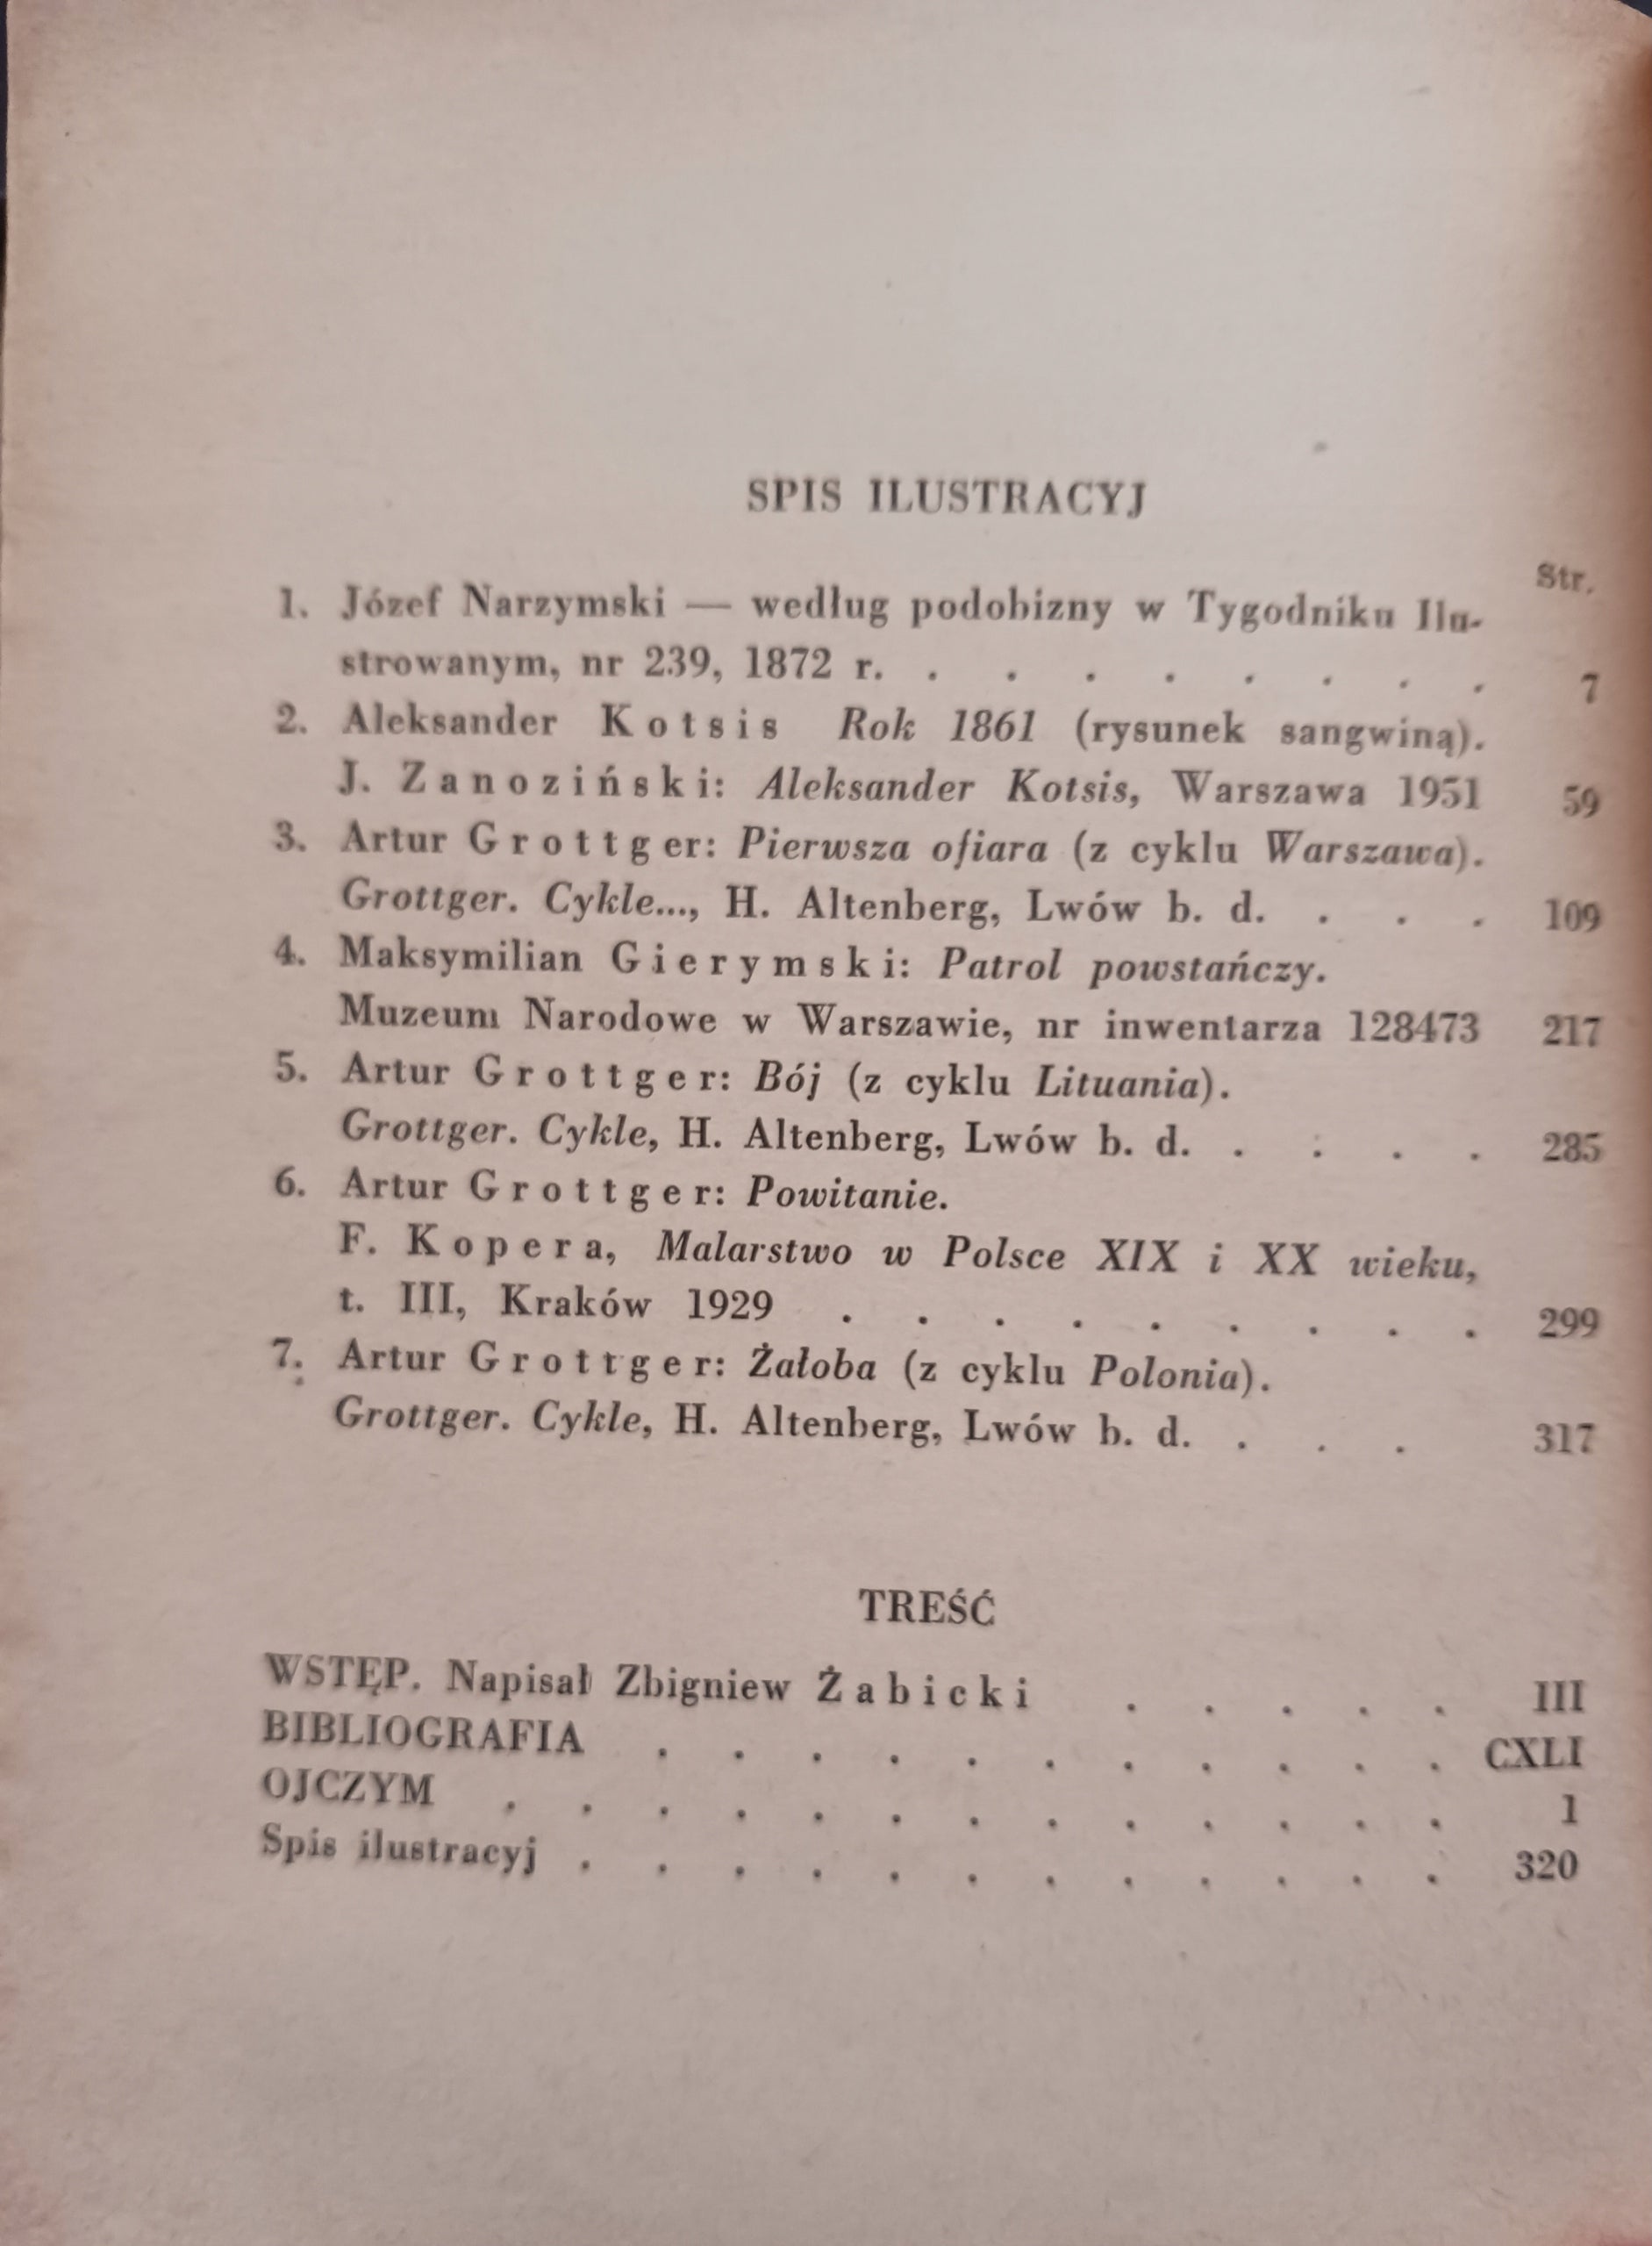 SPIS ILUSTRACYJ
Str.
1. Józef Narzymski — według podobizny w Tygodniku Ilu-
strowanym, nr 239, 1872 r. . . . . . . . . 7
2. Aleksander Kotsis Rok 1861 (rysunek sangwiną).
J. Zanoziński: Aleksander Kotsis, Warszawa 1951 59
3. Artur Grottger: Pierwsza ofiara (z cyklu Warszawa).
Grottger. Cykle..., H. Altenberg, Lwów b. d. . . . 109
4. Maksymilian Gierymski: Patrol powstańczy.
Muzeum Narodowe w Warszawie, nr inwentarza 128473 217
5. Artur Grottger: Bój (z cyklu Lituania).
Grottger. Cykle, H. Altenberg, Lwów b. d. . . . . 285
6. Artur Grottger: Powitanie.
F. Kopera, Malarstwo w Polsce XIX i XX wieku,
t. III, Kraków 1929 . . . . . . . . . 299
7. Artur Grottger: Żałoba (z cyklu Polonia).
Grottger. Cykle, H. Altenberg, Lwów b. d. . . . 317
TREŚĆ
WSTĘP. Napisał Zbigniew Żabicki . . . . . III
BIBLIOGRAFIA . . . . . . . . . . . CXLI
OJCZYM . . . . . . . . . . . . . 1
Spis ilustracyj . . . . . . . . . . . . 320